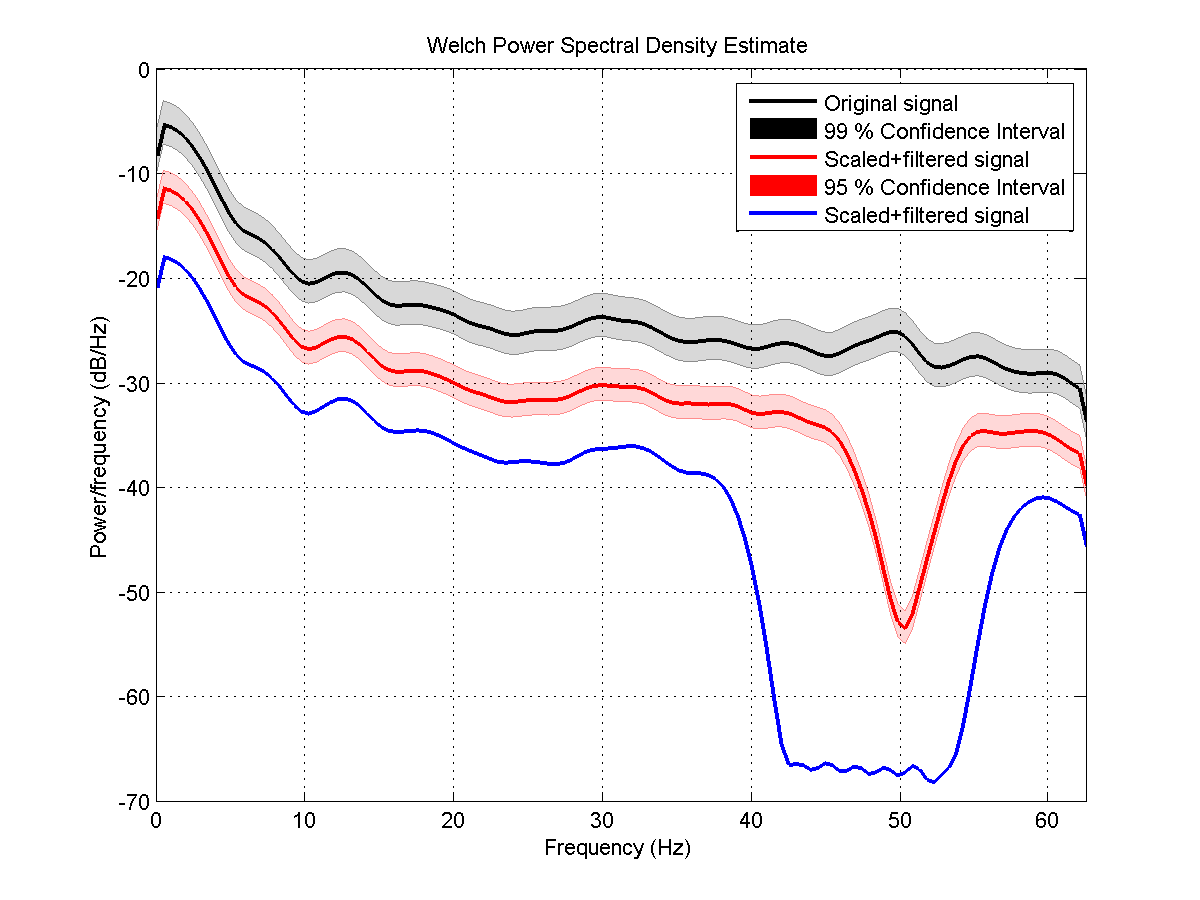 Welch Power Spectral Density Estimate
0
-10
-20
-30
-40
-50
-60
-70
Power/frequency (dB/Hz)
Original signal
99 % Confidence Interval
Scaled+filtered signal
95 % Confidence Interval
Scaled+filtered signal
0 10 20 30 40 50 60
Frequency (Hz)